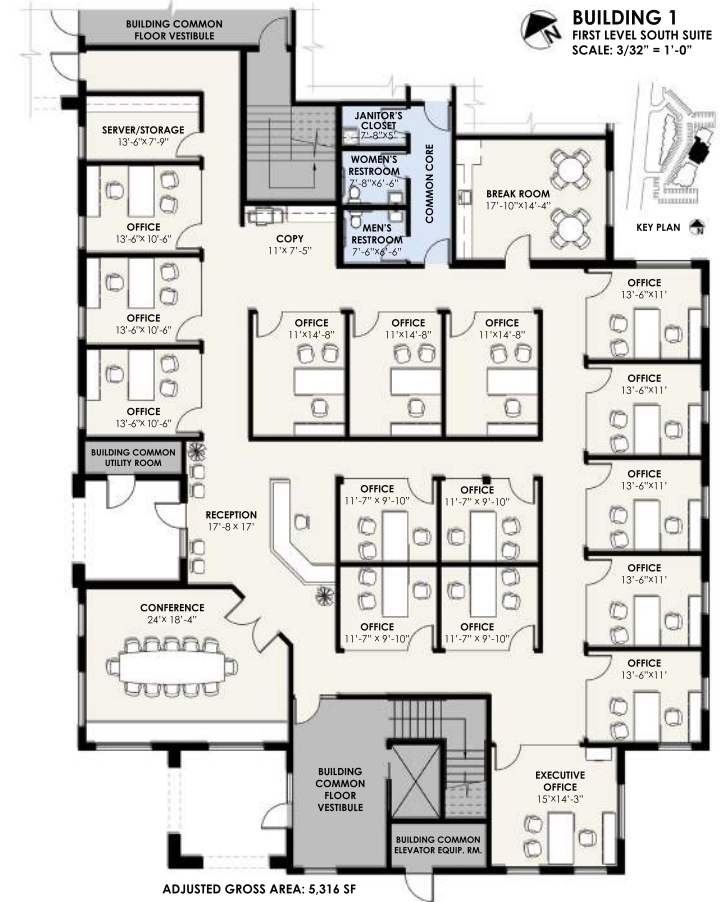 BUILDING 1
FIRST LEVEL SOUTH SUITE
SCALE: 3/32" = 1'-0"
BUILDING COMMON
FLOOR VESTIBULE
SERVER/STORAGE
13'-6"X 7'-9"
JANITOR'S
CLOSET
7'-8"X5'
WOMEN'S
RESTROOM
7'-8"X6'-6"
MEN'S
RESTROOM
7'-6"X6'-6"
COMMON CORE
BREAK ROOM
17'-10"X14'-4"
KEY PLAN
COPY
11'X 7'-5"
OFFICE
13'-6"X 10'-6"
OFFICE
13'-6"X 10'-6"
OFFICE
13'-6"X 10'-6"
OFFICE
11'X14'-8"
OFFICE
11'X14'-8"
OFFICE
11'X14'-8"
OFFICE
13'-6"X11'
OFFICE
13'-6"X11'
OFFICE
13'-6"X11'
OFFICE
13'-6"X11'
OFFICE
13'-6"X11'
BUILDING COMMON
UTILITY ROOM
RECEPTION
17'-8 X 17'
OFFICE
11'-7" X 9'-10"
OFFICE
11'-7" X 9'-10"
OFFICE
11'-7" X 9'-10"
OFFICE
11'-7" X 9'-10"
CONFERENCE
24'X 18'-4"
BUILDING
COMMON
FLOOR
VESTIBULE
EXECUTIVE
OFFICE
15'X14'-3"
BUILDING COMMON
ELEVATOR EQUIP. RM.
ADJUSTED GROSS AREA: 5,316 SF